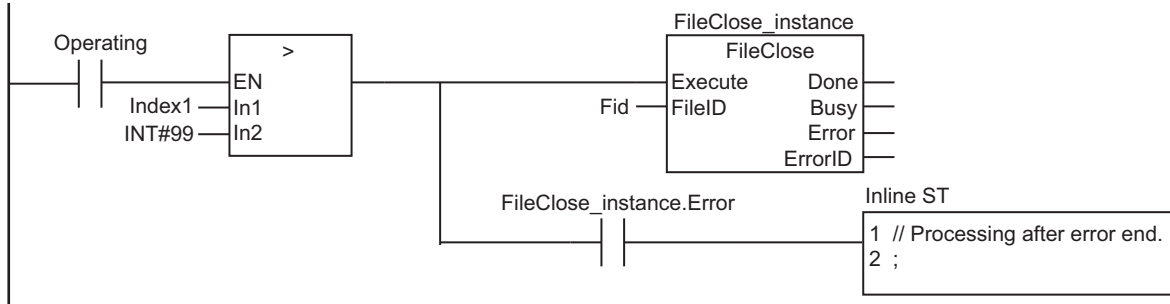 FileClose_instance
Operating
>
FileClose
EN
Execute
Done
Index1
In1
Fid
FileID
Busy
INT#99
In2
Error
ErrorID
FileClose_instance.Error
Inline ST
1 // Processing after error end.
2 ;